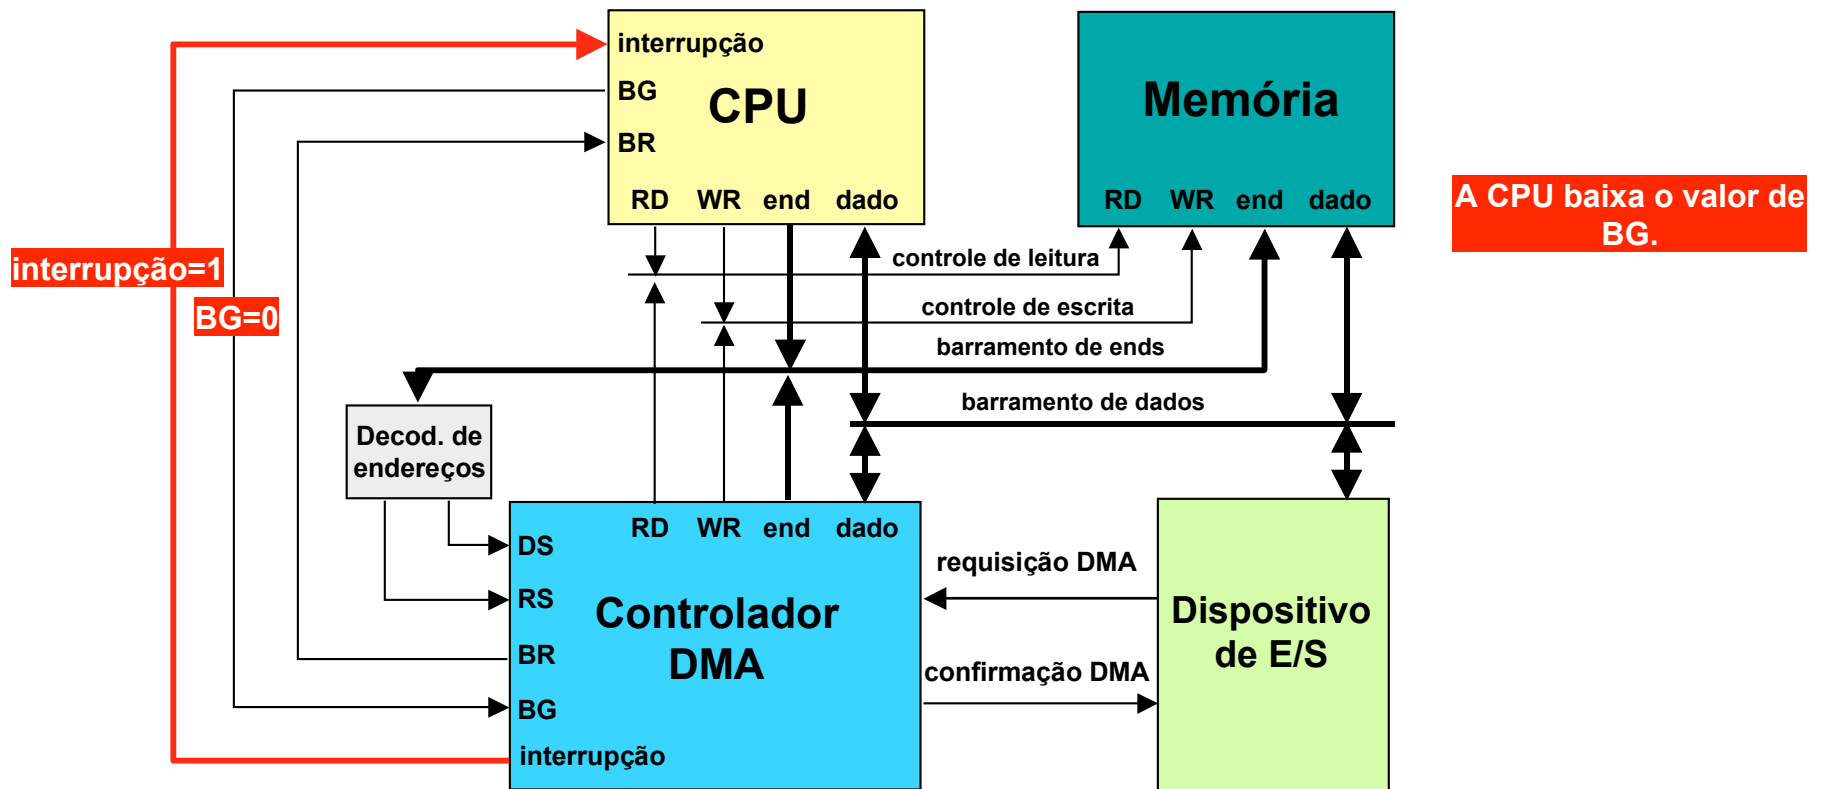 interrupção
BG
CPU
BR
RD WR end dado
Memória
RD WR end dado
A CPU baixa o valor de
BG.
interrupção=1
BG=0
controle de leitura
controle de escrita
barramento de ends
barramento de dados
Decod. de
endereços
RD WR end dado
DS
RS
BR
BG
interrupção
Controlador
DMA
requisição DMA
confirmação DMA
Dispositivo
de E/S